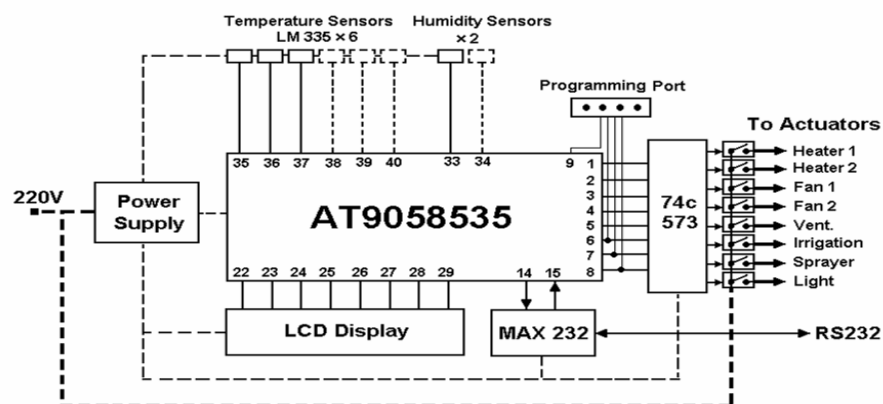 Temperature Sensors
LM 335 × 6
Humidity Sensors
× 2
Programming Port
To Actuators
35 36 37 38 39 40 33 34 9
1
2
3
4
5
6
7
8
220V
Power
Supply
AT9058535
74c
573
Heater 1
Heater 2
Fan 1
Fan 2
Vent.
Irrigation
Sprayer
Light
22 23 24 25 26 27 28 29 14 15
LCD Display
MAX 232
RS232